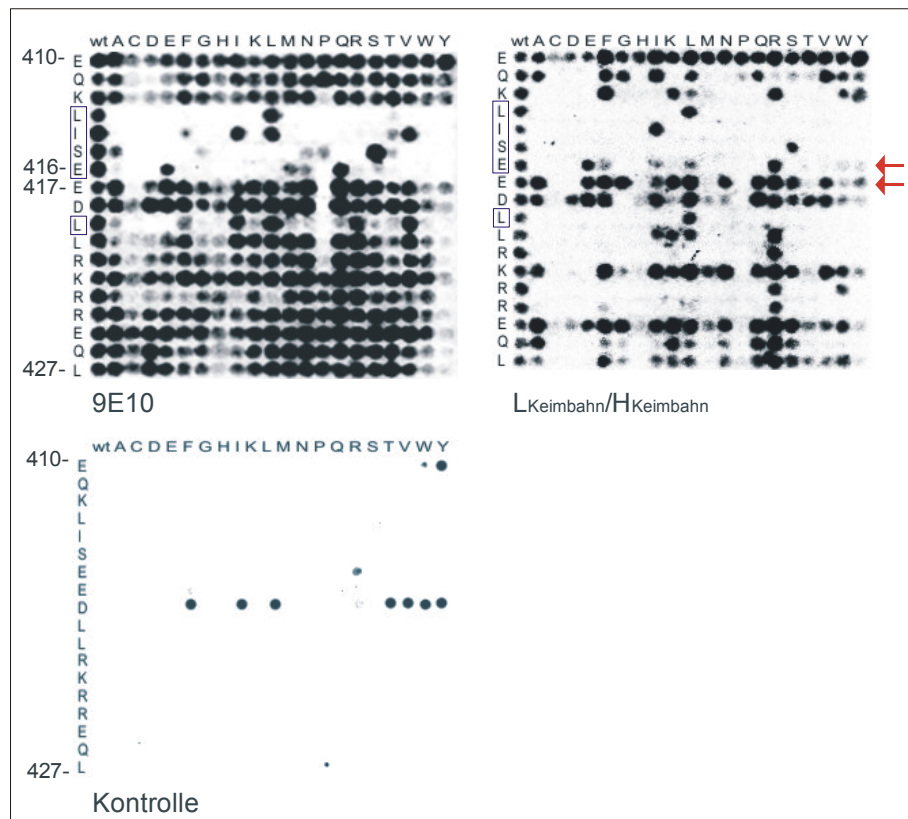 wt A C D E F G H I K L M N P Q R S T V W Y
410- E
Q
K
L
I
S
416- E
417- E
D
L
L
R
K
R
R
E
Q
427- L
9E10
wt A C D E F G H I K L M N P Q R S T V W Y
E
Q
K
L
I
S
E
E
D
L
L
R
K
R
R
E
Q
L
LKeimbahn/HKeimbahn
wt A C D E F G H I K L M N P Q R S T V W Y
410- E
Q
K
L
I
S
E
E
D
L
L
R
K
R
R
E
Q
427- L
Kontrolle